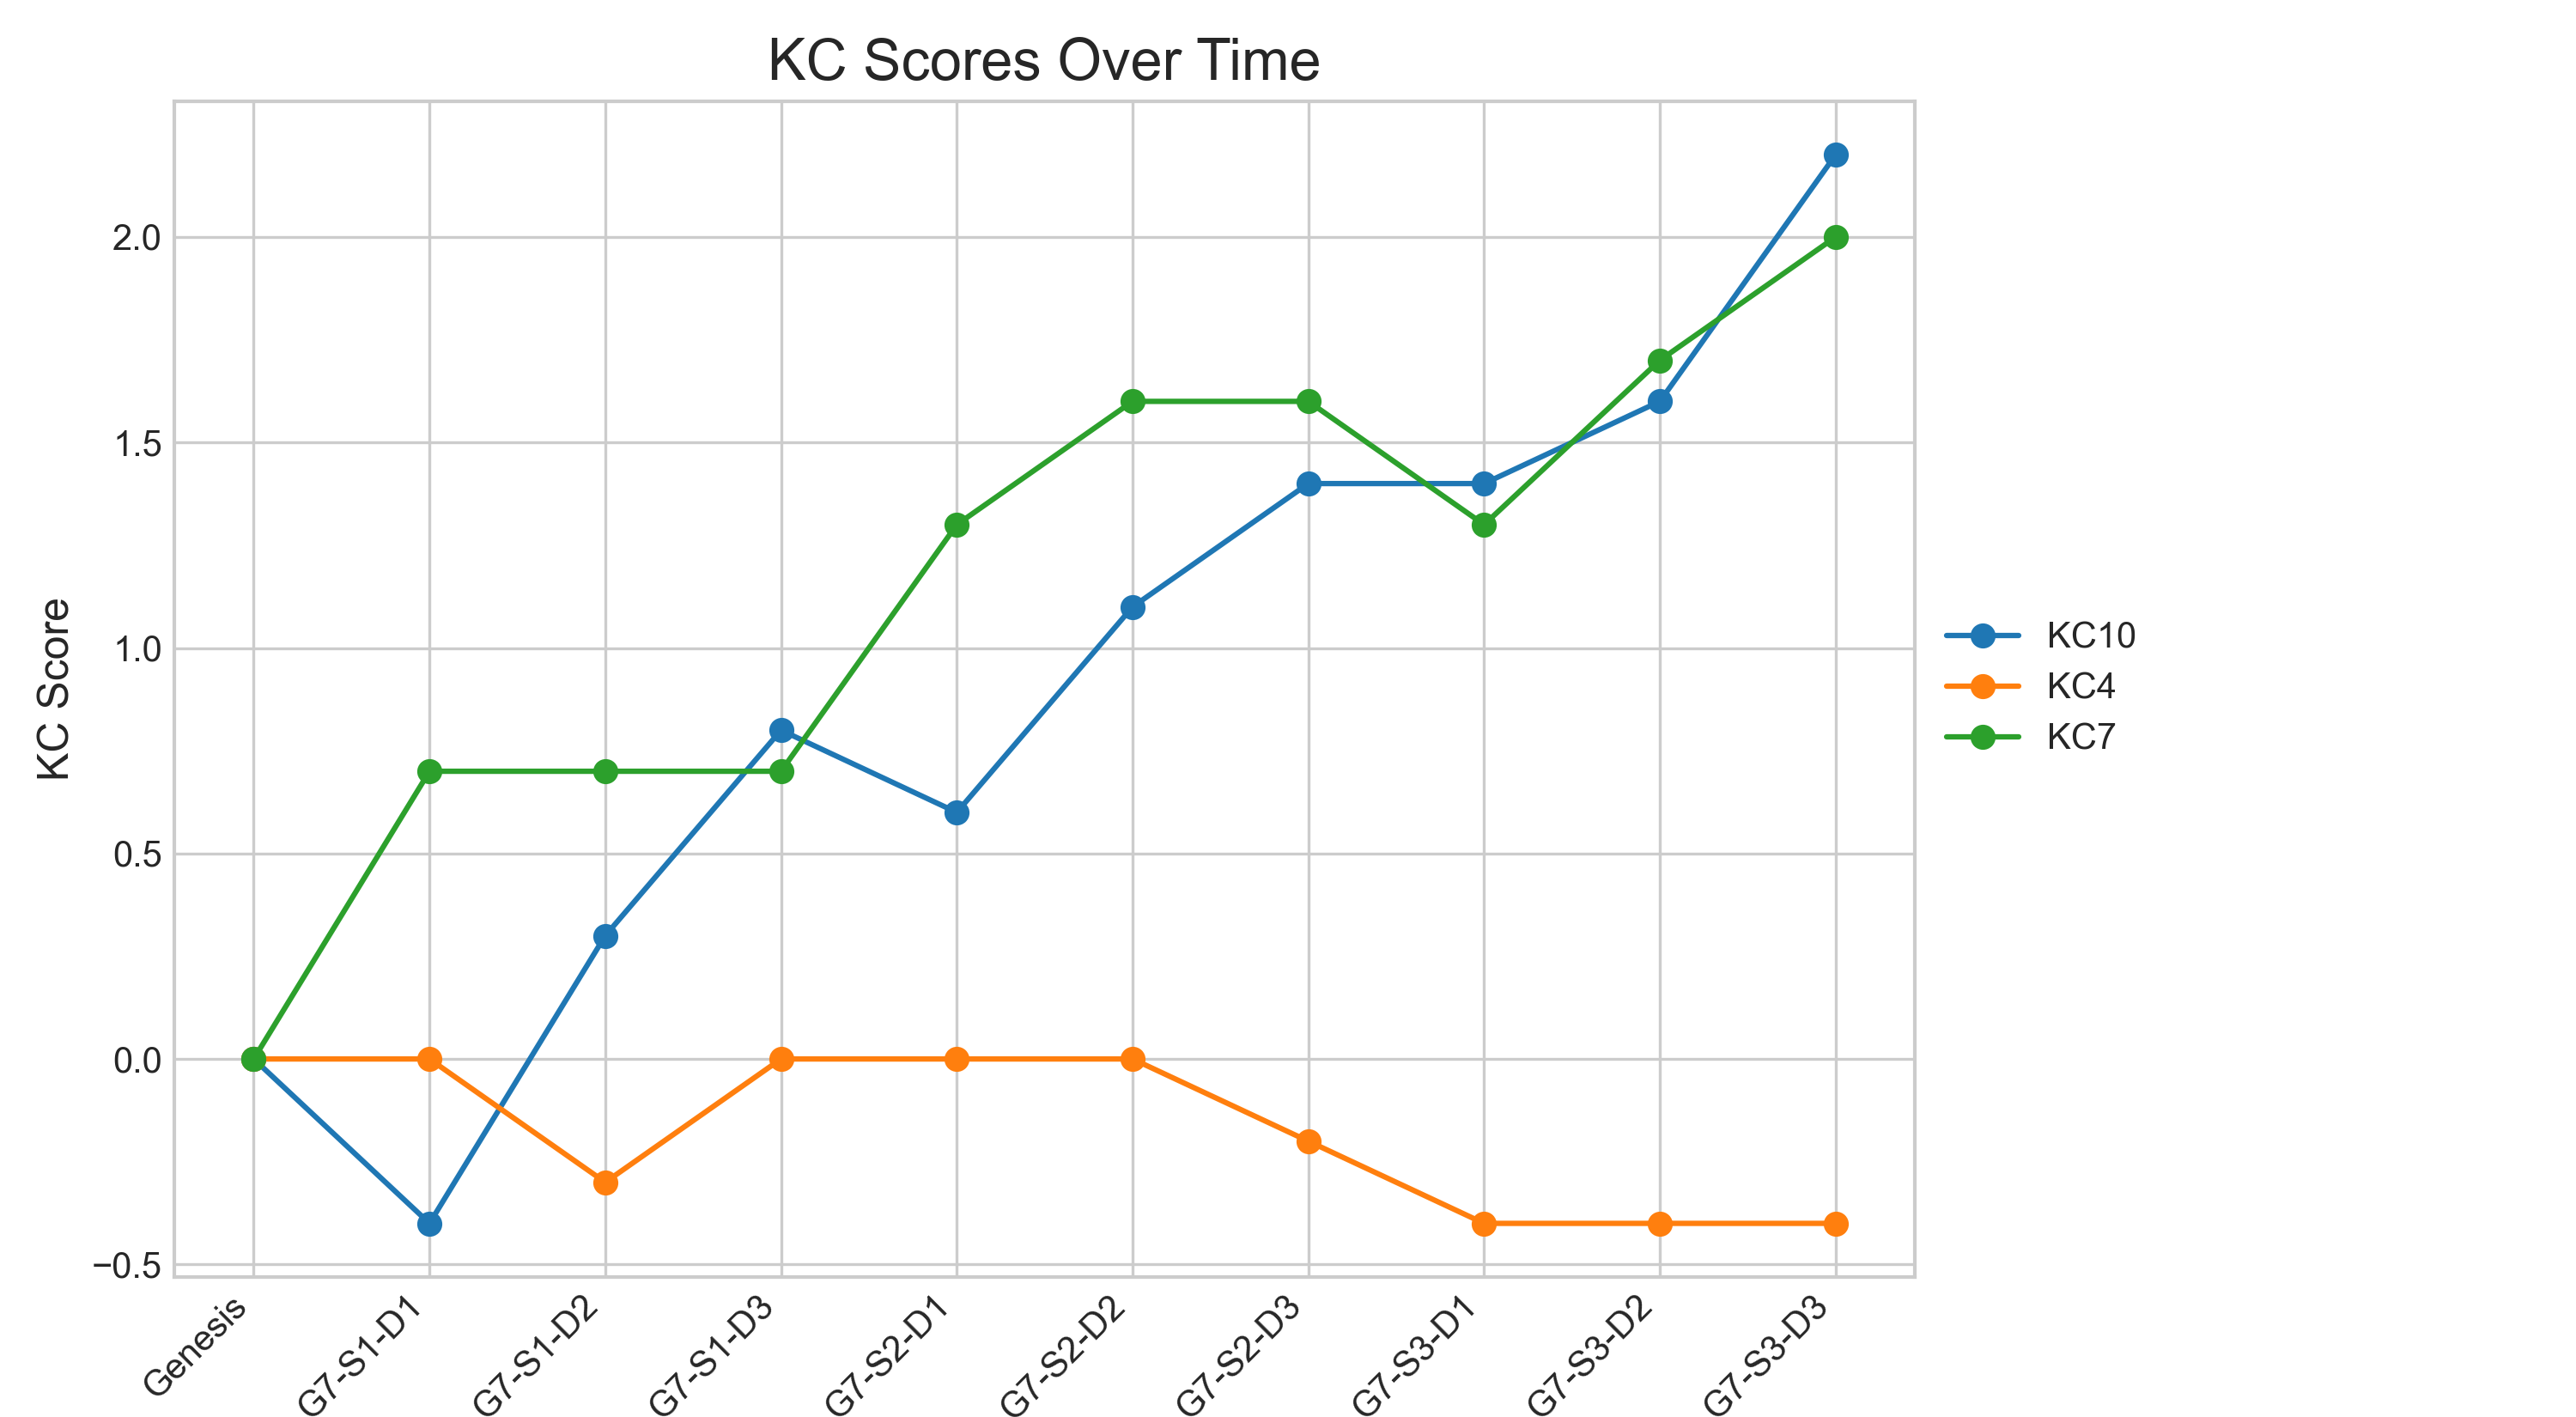 KC Scores Over Time
KC Score
2.0
1.5
1.0
0.5
0.0
−0.5
Genesis
G7-S1-D1
G7-S1-D2
G7-S1-D3
G7-S2-D1
G7-S2-D2
G7-S2-D3
G7-S3-D1
G7-S3-D2
G7-S3-D3
KC10
KC4
KC7